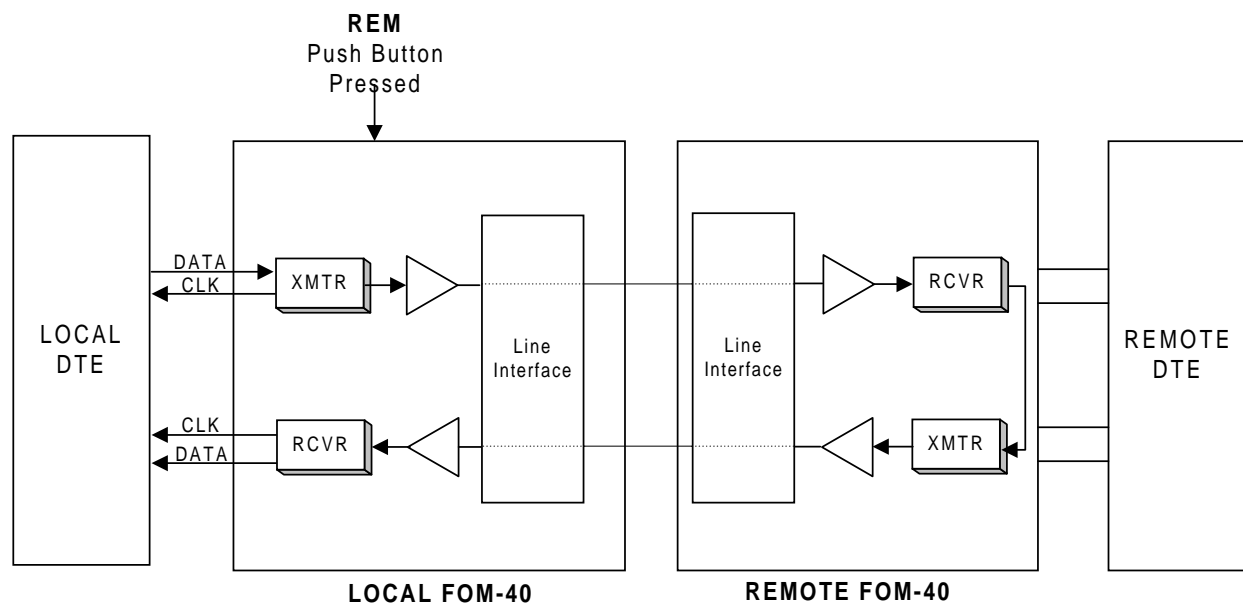 REM
Push Button
Pressed
LOCAL
DTE
DATA
CLK
XMTR
CLK
DATA
RCVR
Line
Interface
Line
Interface
RCVR
XMTR
REMOTE
DTE
LOCAL FOM-40
REMOTE FOM-40